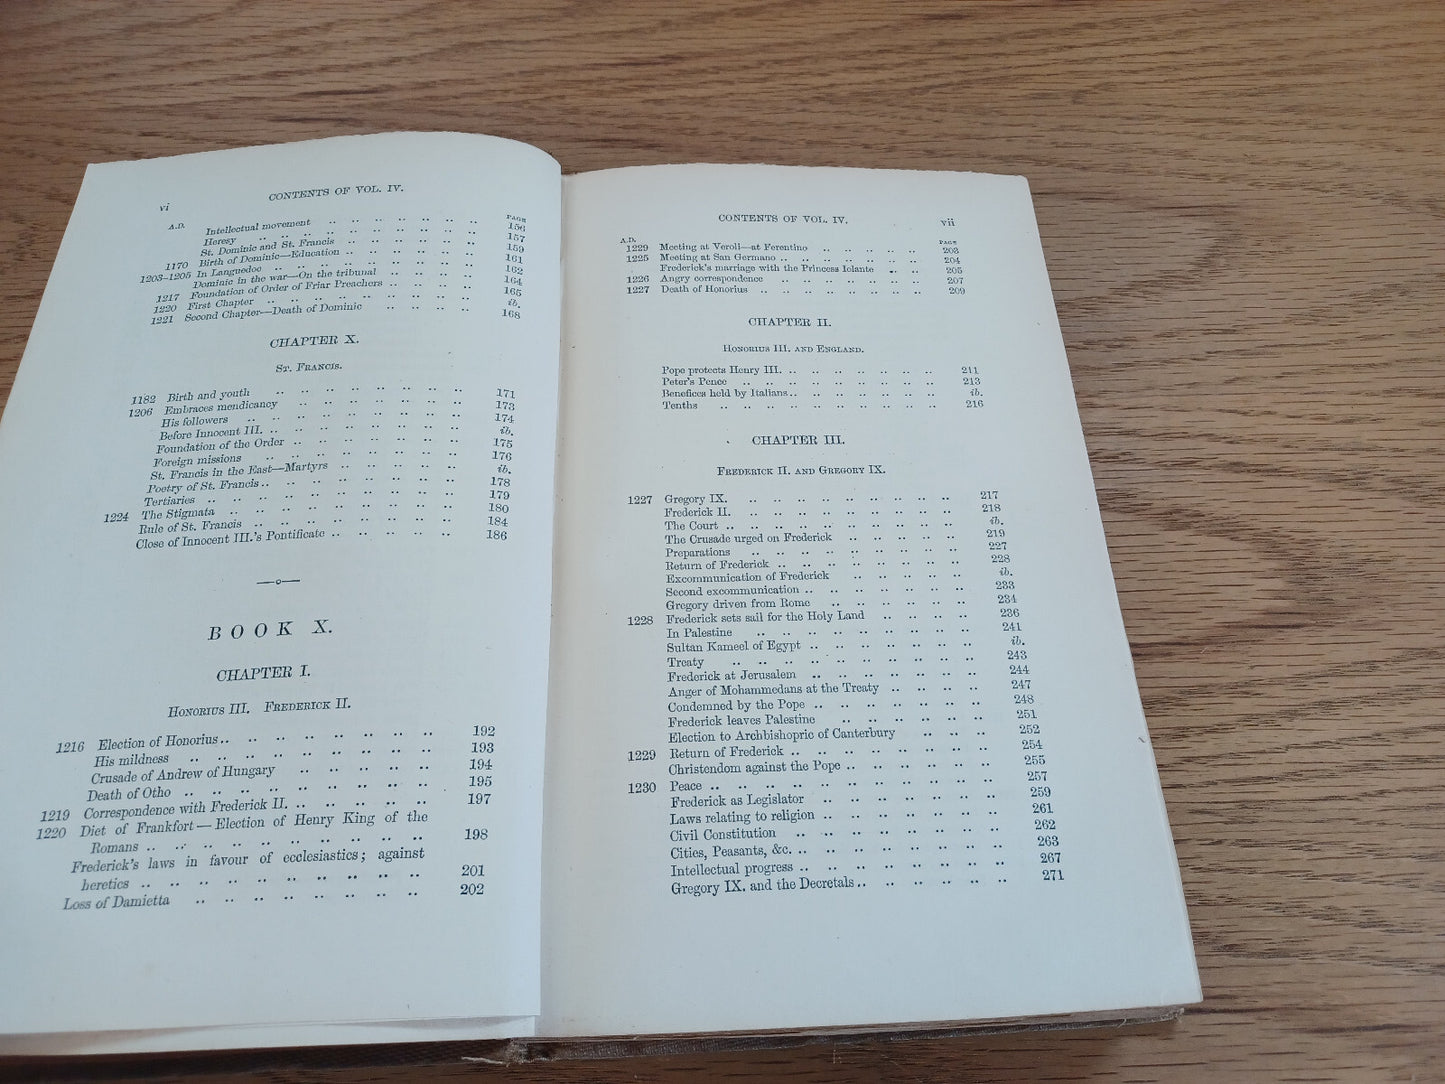 vi
CONTENTS OF VOL. IV.
A.D.
PAGE
Intellectual movement .. .. .. .. .. .. .. 156
Heresy .. .. .. .. .. .. .. .. .. 157
St. Dominic and St. Francis .. .. .. .. .. .. 159
1170 Birth of Dominic—Education .. .. .. .. .. .. 161
1203-1205 In Languedoc .. .. .. .. .. .. .. .. 162
Dominic in the war—On the tribunal .. .. .. .. 164
1217 Foundation of Order of Friar Preachers .. .. .. .. 165
1220 First Chapter .. .. .. .. .. .. .. .. ib.
1221 Second Chapter—Death of Dominic .. .. .. .. 168
CHAPTER X.
St. Francis.
1182 Birth and youth .. .. .. .. .. .. .. .. 171
1206 Embraces mendicancy .. .. .. .. .. .. .. 173
His followers .. .. .. .. .. .. .. .. .. 174
Before Innocent III. .. .. .. .. .. .. .. .. ib.
Foundation of the Order .. .. .. .. .. .. .. 175
Foreign missions .. .. .. .. .. .. .. .. 176
St. Francis in the East—Martyrs .. .. .. .. .. ib.
Poetry of St. Francis .. .. .. .. .. .. .. .. 178
Tertiaries .. .. .. .. .. .. .. .. .. .. 179
1224 The Stigmata .. .. .. .. .. .. .. .. .. 180
Rule of St. Francis .. .. .. .. .. .. .. .. 184
Close of Innocent III.'s Pontificate .. .. .. .. .. 186
BOOK X.
CHAPTER I.
Honorius III. Frederick II.
1216 Election of Honorius .. .. .. .. .. .. .. .. 192
His mildness .. .. .. .. .. .. .. .. .. 193
Crusade of Andrew of Hungary .. .. .. .. .. 194
Death of Otho .. .. .. .. .. .. .. .. .. 195
1219 Correspondence with Frederick II. .. .. .. .. .. 197
1220 Diet of Frankfort—Election of Henry King of the
Romans .. .. .. .. .. .. .. .. .. .. 198
Frederick's laws in favour of ecclesiastics; against
heretics .. .. .. .. .. .. .. .. .. .. 201
Loss of Damietta .. .. .. .. .. .. .. .. 202
CONTENTS OF VOL. IV.
vii
A.D.
PAGE
1229 Meeting at Veroli—at Ferentino .. .. .. .. .. 203
1225 Meeting at San Germano .. .. .. .. .. .. .. 204
Frederick's marriage with the Princess Iolante .. .. 205
1226 Angry correspondence .. .. .. .. .. .. .. 207
1227 Death of Honorius .. .. .. .. .. .. .. .. 209
CHAPTER II.
Honorius III. and England.
Pope protects Henry III. .. .. .. .. .. .. .. 211
Peter's Pence .. .. .. .. .. .. .. .. .. 213
Benefices held by Italians .. .. .. .. .. .. .. ib.
Tenths .. .. .. .. .. .. .. .. .. .. 216
CHAPTER III.
Frederick II. and Gregory IX.
1227 Gregory IX. .. .. .. .. .. .. .. .. .. 217
Frederick II. .. .. .. .. .. .. .. .. .. 218
The Court .. .. .. .. .. .. .. .. .. .. ib.
The Crusade urged on Frederick .. .. .. .. .. 219
Preparations .. .. .. .. .. .. .. .. .. 227
Return of Frederick .. .. .. .. .. .. .. .. 228
Excommunication of Frederick .. .. .. .. .. ib.
Second excommunication .. .. .. .. .. .. .. 233
Gregory driven from Rome .. .. .. .. .. .. 234
1228 Frederick sets sail for the Holy Land .. .. .. .. 236
In Palestine .. .. .. .. .. .. .. .. .. 241
Sultan Kameel of Egypt .. .. .. .. .. .. .. ib.
Treaty .. .. .. .. .. .. .. .. .. .. 243
Frederick at Jerusalem .. .. .. .. .. .. .. 244
Anger of Mohammedans at the Treaty .. .. .. .. 247
Condemned by the Pope .. .. .. .. .. .. .. 248
Frederick leaves Palestine .. .. .. .. .. .. 251
Election to Archbishopric of Canterbury .. .. .. 252
1229 Return of Frederick .. .. .. .. .. .. .. .. 254
Christendom against the Pope .. .. .. .. .. .. 255
1230 Peace .. .. .. .. .. .. .. .. .. .. 257
Frederick as Legislator .. .. .. .. .. .. .. 259
Laws relating to religion .. .. .. .. .. .. .. 261
Civil Constitution .. .. .. .. .. .. .. .. 262
Cities, Peasants, &c. .. .. .. .. .. .. .. .. 263
Intellectual progress .. .. .. .. .. .. .. .. 267
Gregory IX. and the Decretals .. .. .. .. .. .. 271